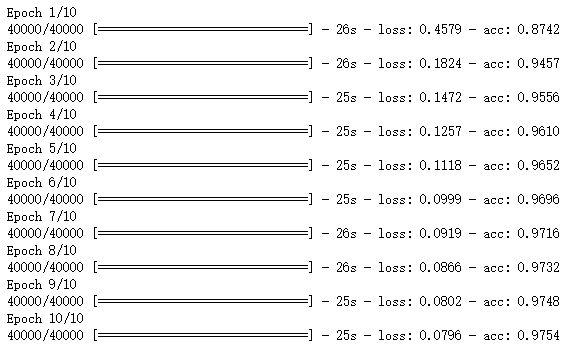 Epoch 1/10
40000/40000 [==============================] - 26s - loss: 0.4579 - acc: 0.8742
Epoch 2/10
40000/40000 [==============================] - 26s - loss: 0.1824 - acc: 0.9457
Epoch 3/10
40000/40000 [==============================] - 25s - loss: 0.1472 - acc: 0.9556
Epoch 4/10
40000/40000 [==============================] - 25s - loss: 0.1257 - acc: 0.9610
Epoch 5/10
40000/40000 [==============================] - 25s - loss: 0.1118 - acc: 0.9652
Epoch 6/10
40000/40000 [==============================] - 25s - loss: 0.0999 - acc: 0.9696
Epoch 7/10
40000/40000 [==============================] - 26s - loss: 0.0919 - acc: 0.9716
Epoch 8/10
40000/40000 [==============================] - 26s - loss: 0.0866 - acc: 0.9732
Epoch 9/10
40000/40000 [==============================] - 25s - loss: 0.0802 - acc: 0.9748
Epoch 10/10
40000/40000 [==============================] - 25s - loss: 0.0796 - acc: 0.9754